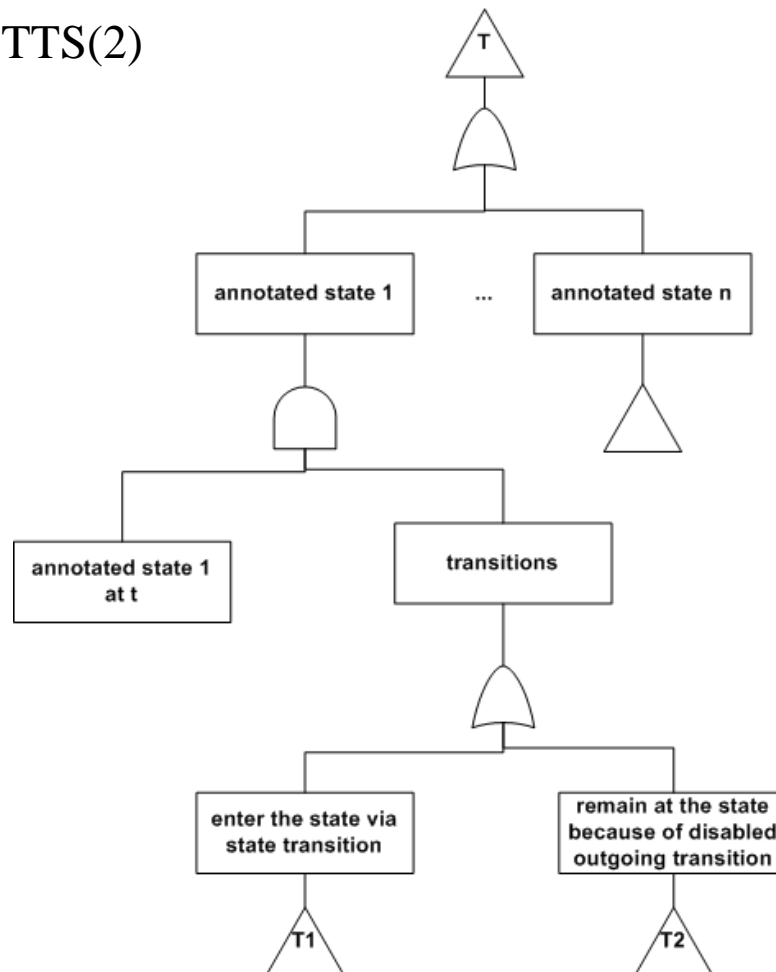 TTS(2)
T
annotated state 1
...
annotated state n
annotated state 1
at t
transitions
enter the state via
state transition
remain at the state
because of disabled
outgoing transition
T1
T2